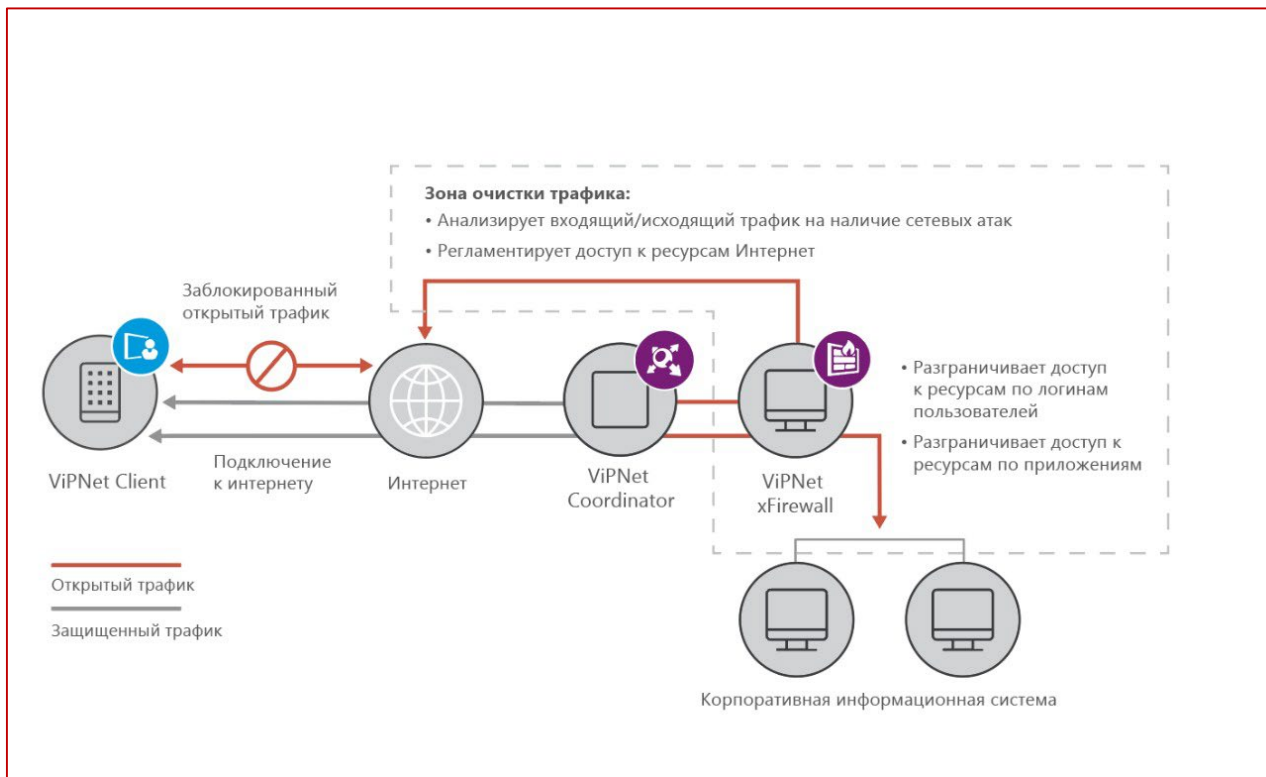 Зона очистки трафика:
• Анализирует входящий/исходящий трафик на наличие сетевых атак
• Регламентирует доступ к ресурсам Интернет
Заблокированный
открытый трафик
• Разграничивает доступ
к ресурсам по логинам
пользователей
• Разграничивает доступ к
ресурсам по приложениям
ViPNet Client
Подключение
к интернету
Интернет
ViPNet
Coordinator
ViPNet
xFirewall
Открытый трафик
Защищенный трафик
Корпоративная информационная система